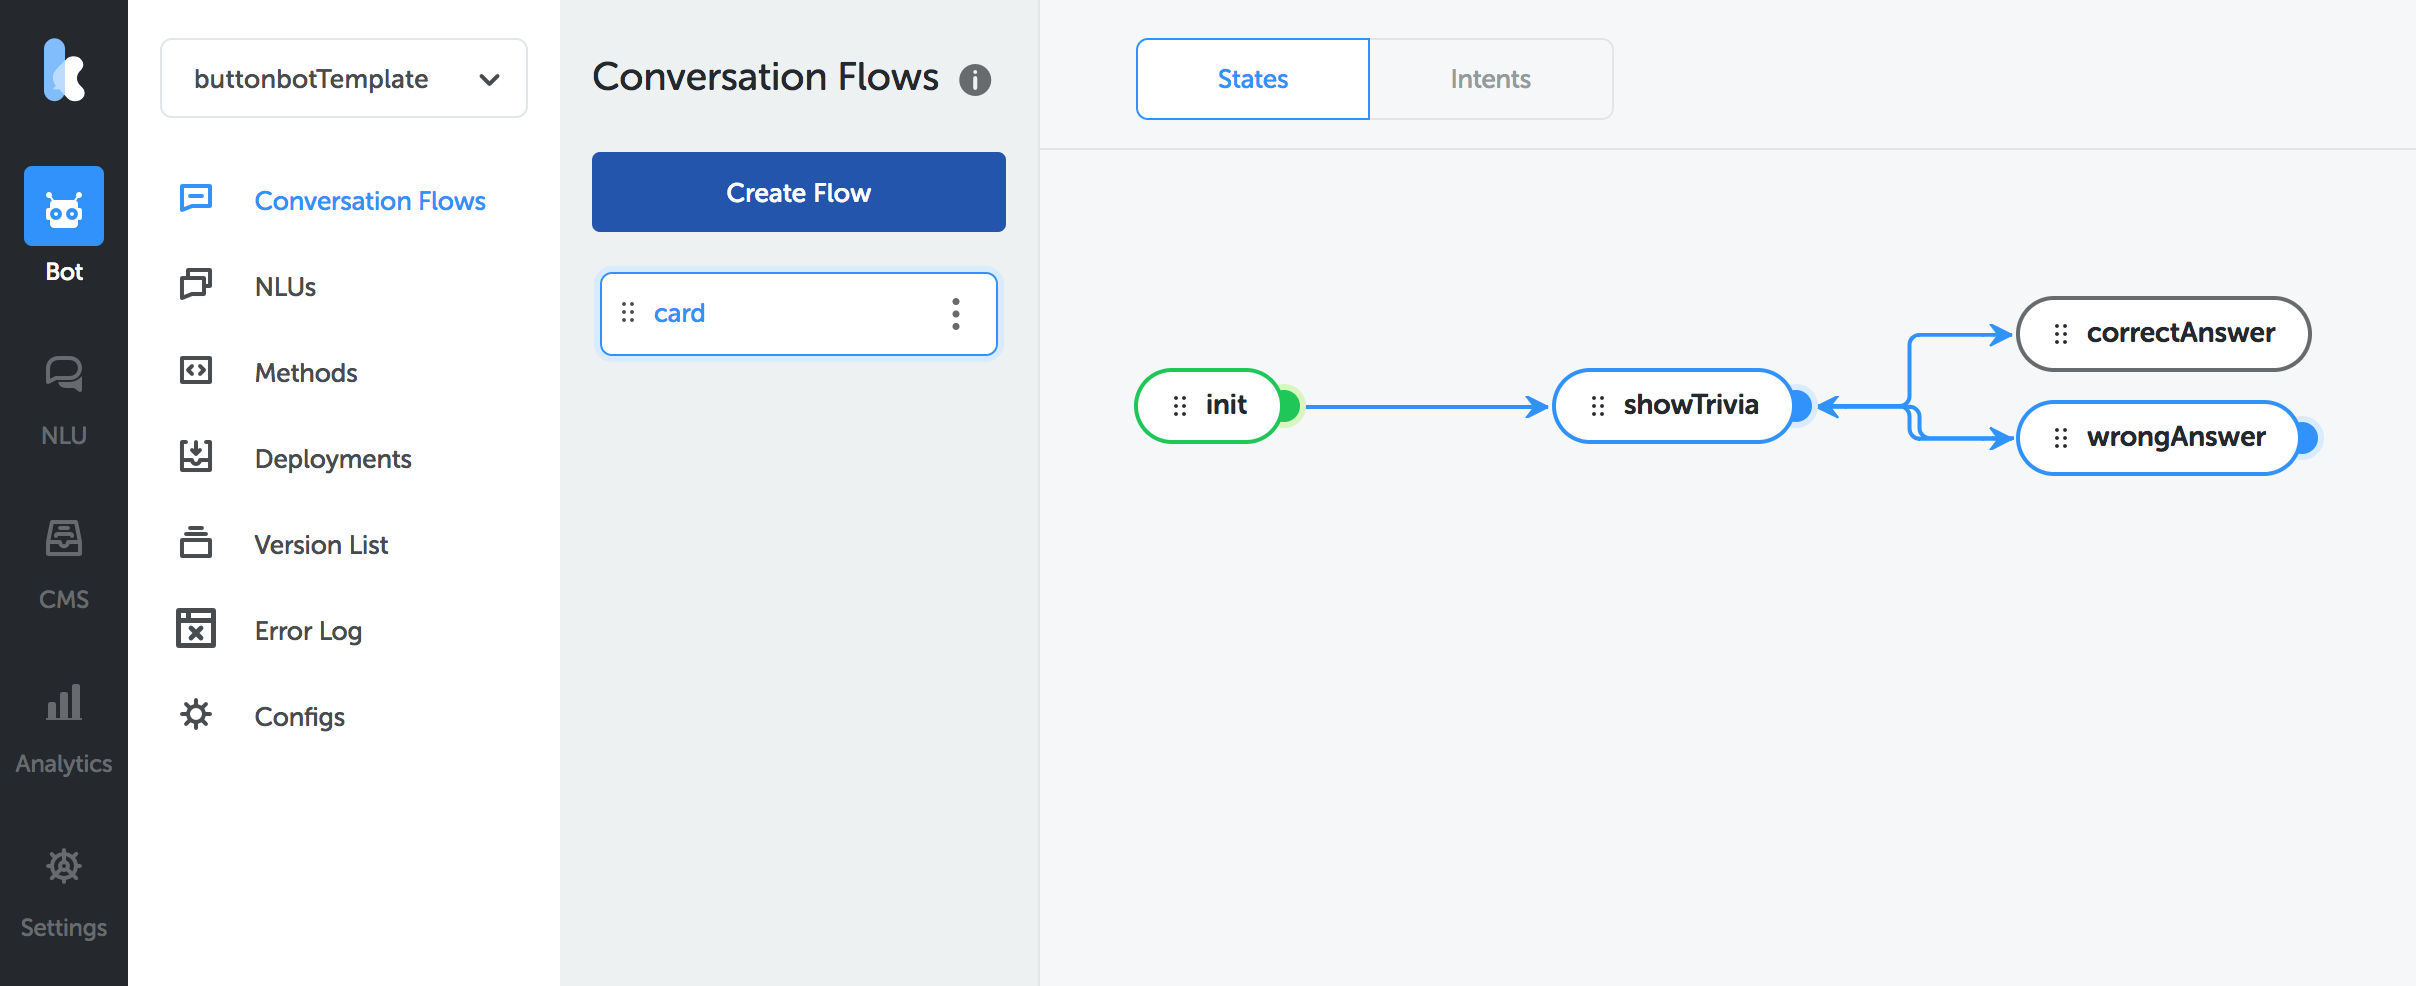 Bot
NLU
CMS
Analytics
Settings
buttonbotTemplate
Conversation Flows
NLUs
Methods
Deployments
Version List
Error Log
Configs
Conversation Flows
Create Flow
card
States
Intents
init
showTrivia
correctAnswer
wrongAnswer